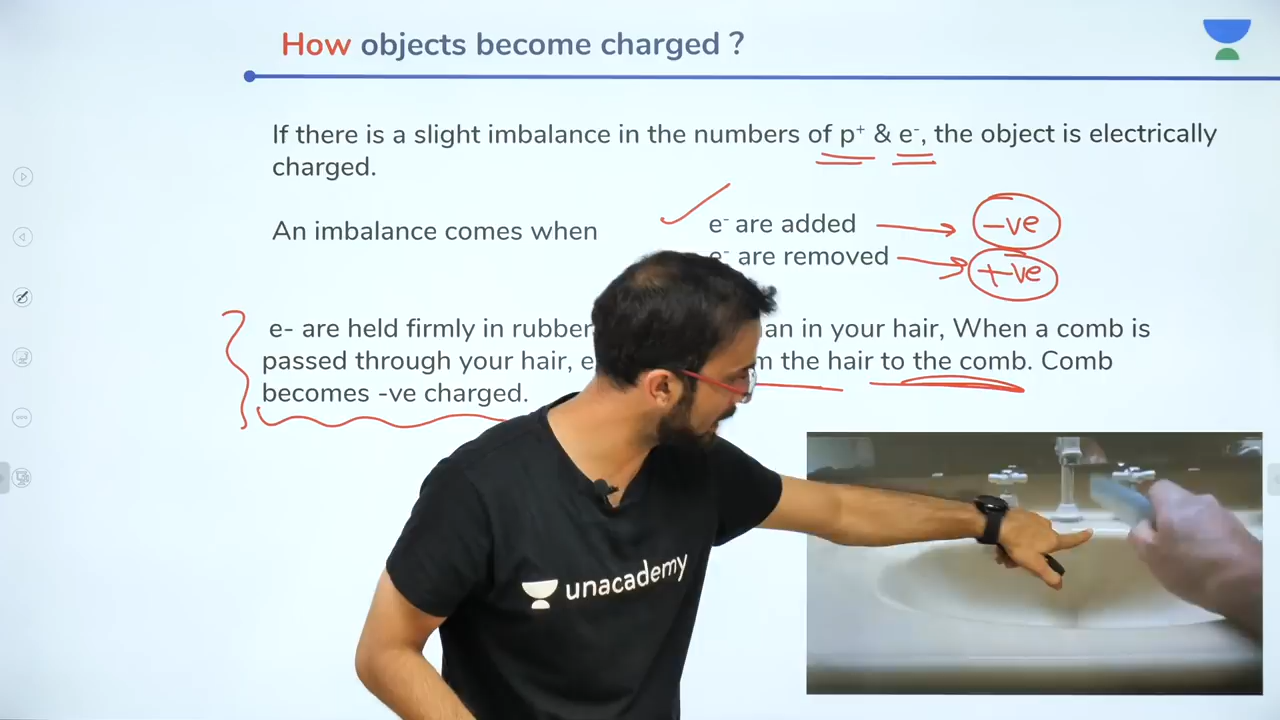 How objects become charged ?
If there is a slight imbalance in the numbers of p⁺ & e⁻, the object is electrically
charged.
An imbalance comes when
e⁻ are added → -ve
e⁻ are removed → +ve
e- are held firmly in rubber in your hair, When a comb is
passed through your hair, the hair to the comb. Comb
becomes -ve charged.
unacademy